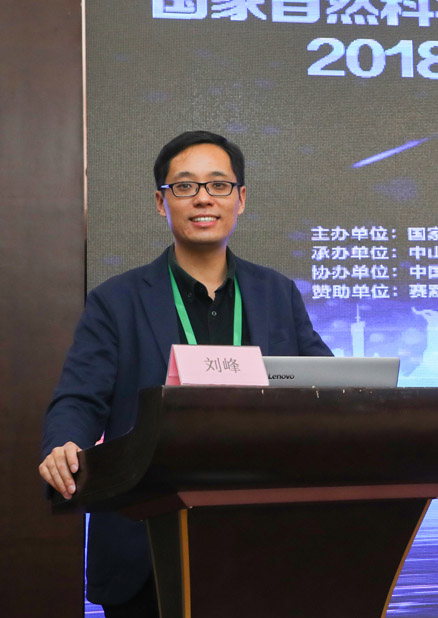 国家自然科
2018
主办单位：国家
承办单位：中山
协办单位：中国
赞助单位：赛
刘峰
Lenovo